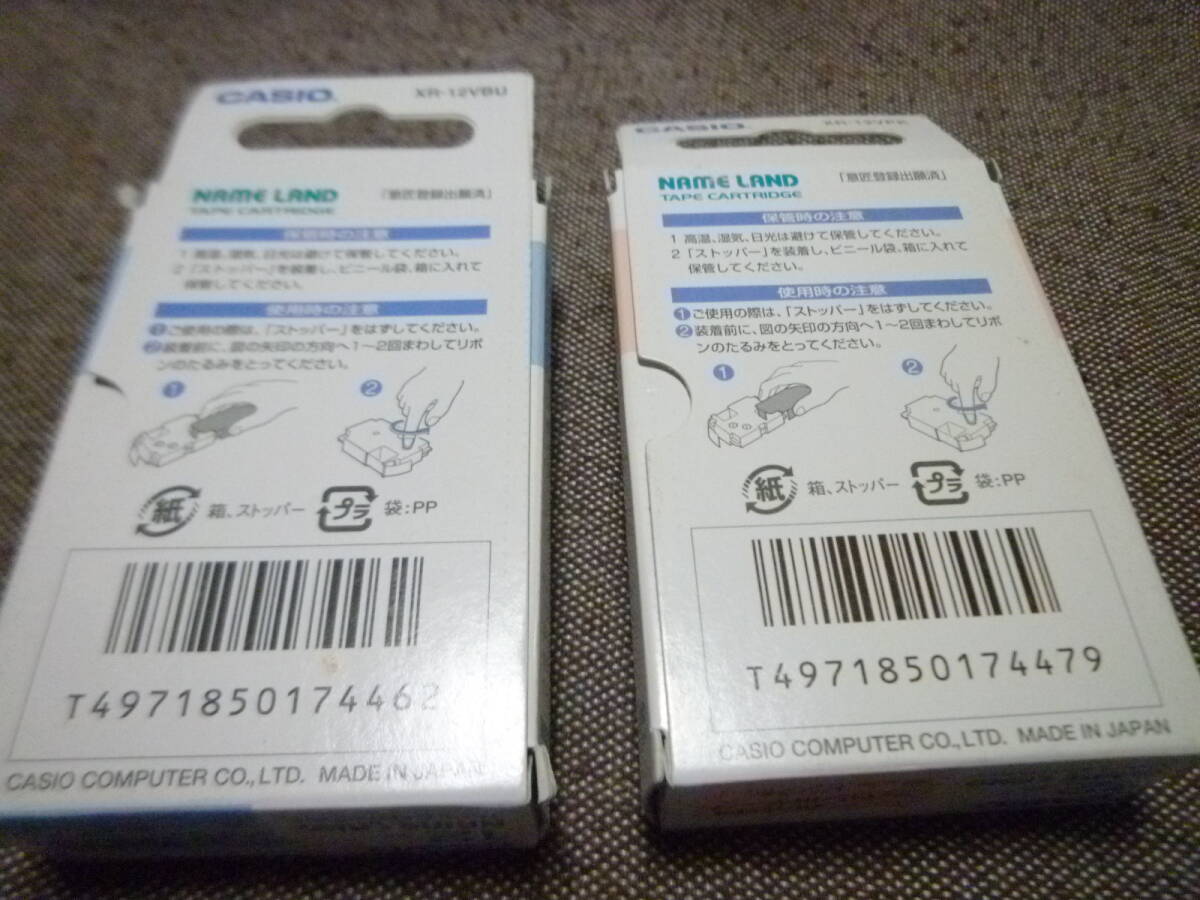 CASIO
XR-12VBU
NAME LAND 「意匠登録出願済」
TAPE CARTRIDGE
保管時の注意
1 高温、湿気、日光は避けて保管してください。
2 「ストッパー」を装着し、ビニール袋、箱に入れて
保管してください。
使用時の注意
①ご使用の際は、「ストッパー」をはずしてください。
②装着前に、図の矢印の方向へ1〜2回まわしてリボ
ンのたるみをとってください。
① ②
紙 箱、ストッパー プラ 袋:PP
T4971850174462
CASIO COMPUTER CO.,LTD. MADE IN JAPAN
CASIO
NAME LAND 「意匠登録出願済」
TAPE CARTRIDGE
保管時の注意
1 高温、湿気、日光は避けて保管してください。
2 「ストッパー」を装着し、ビニール袋、箱に入れて
保管してください。
使用時の注意
①ご使用の際は、「ストッパー」をはずしてください。
②装着前に、図の矢印の方向へ1〜2回まわしてリボ
ンのたるみをとってください。
① ②
紙 箱、ストッパー プラ 袋:PP
T4971850174479
CASIO COMPUTER CO.,LTD. MADE IN JAPAN